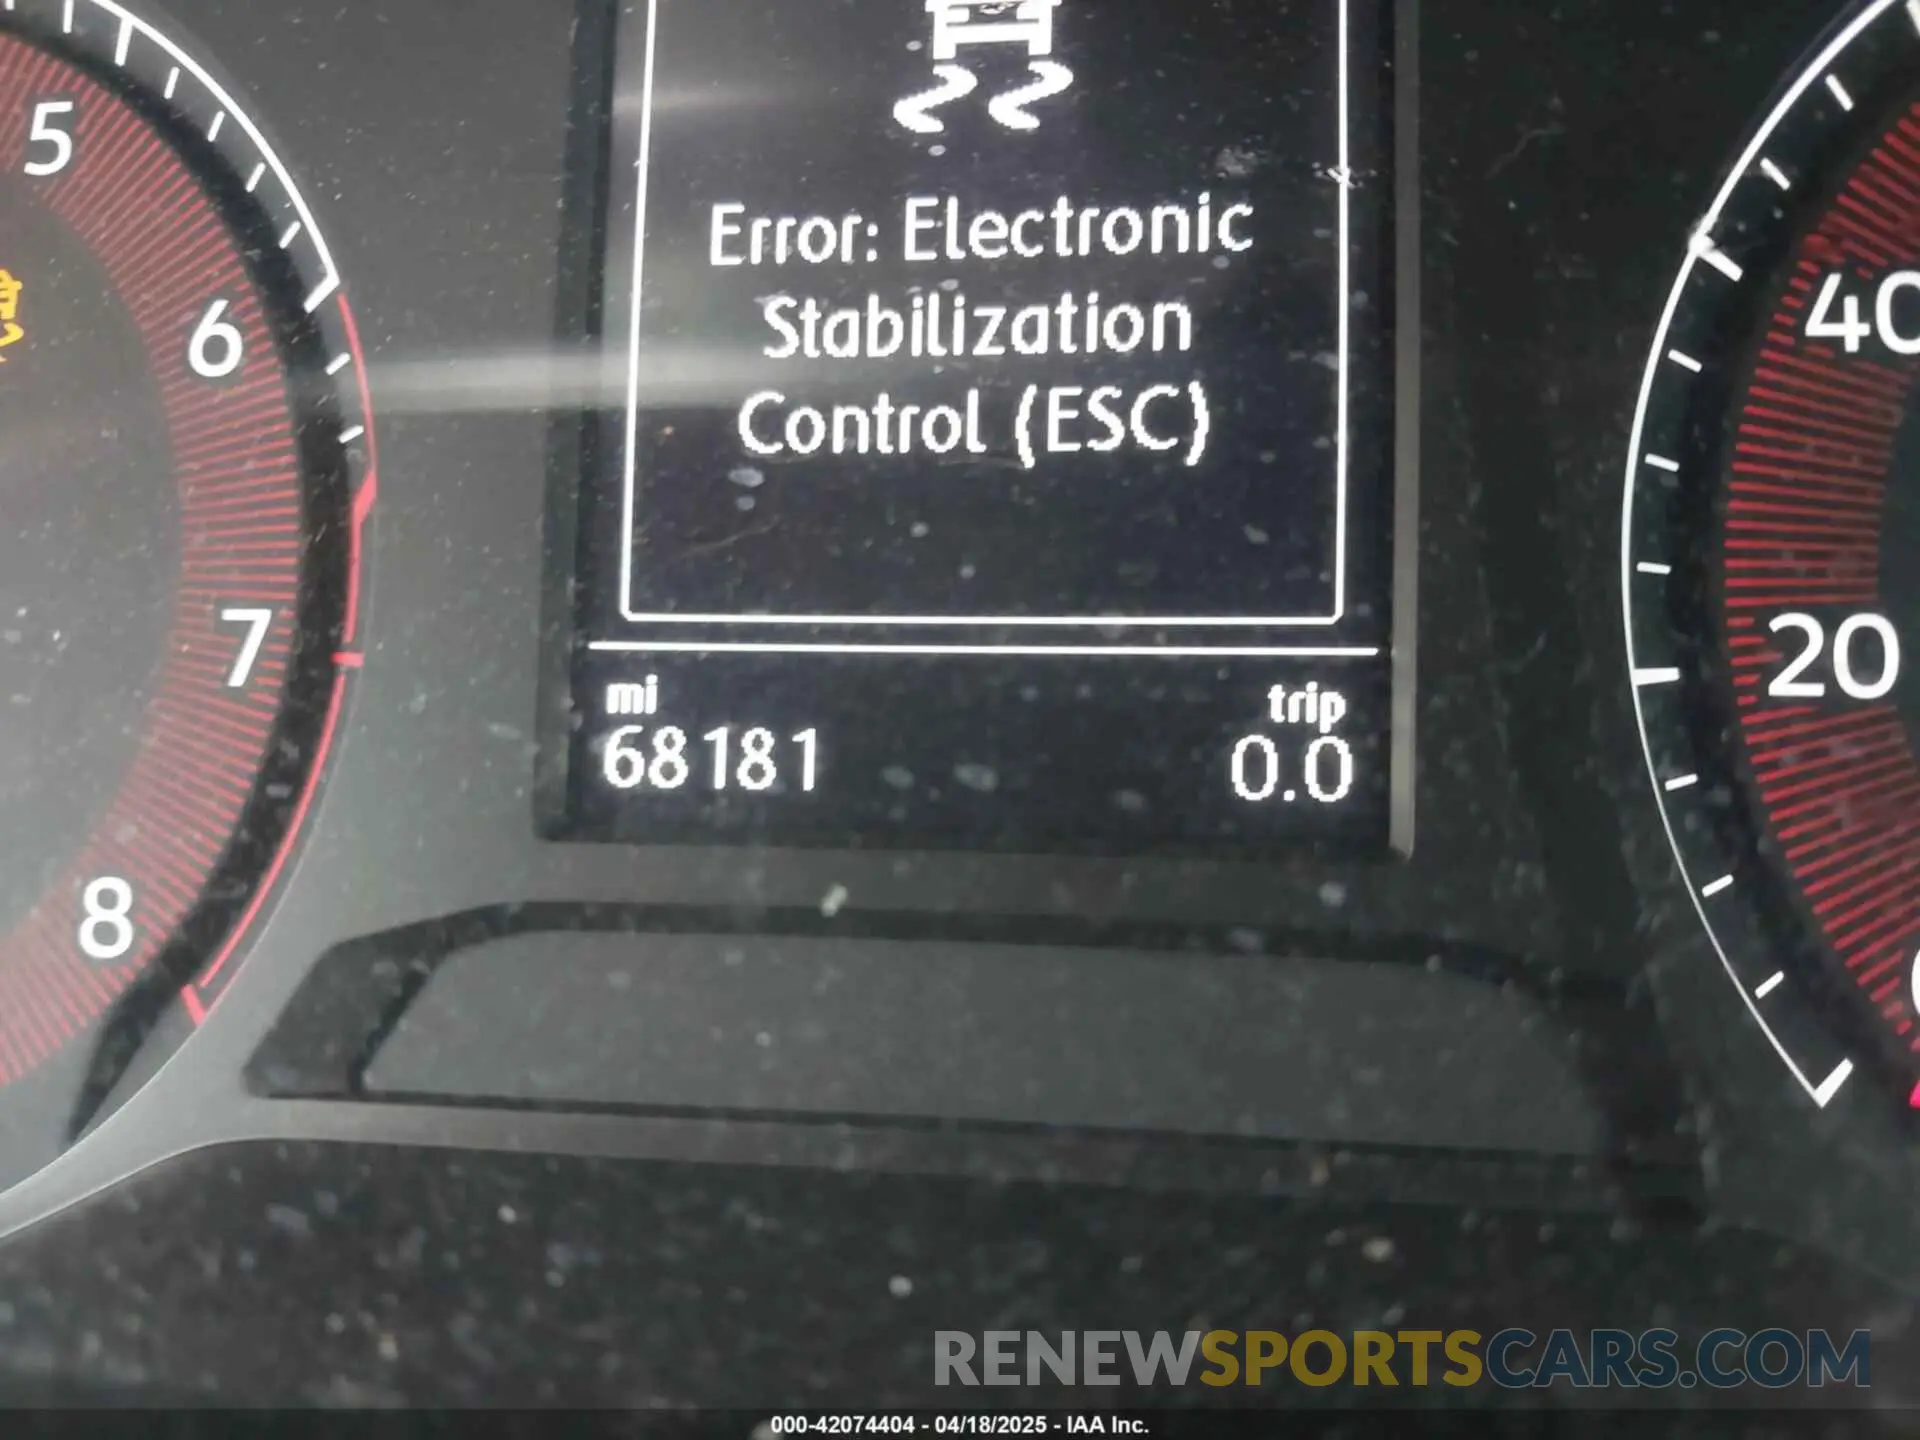 5
6
7
8
Error: Electronic
Stabilization
Control (ESC)
mi
68181
trip
0.0
40
20
RENEWSPORTSCARS.COM
000-42074404 - 04/18/2025 - IAA Inc.